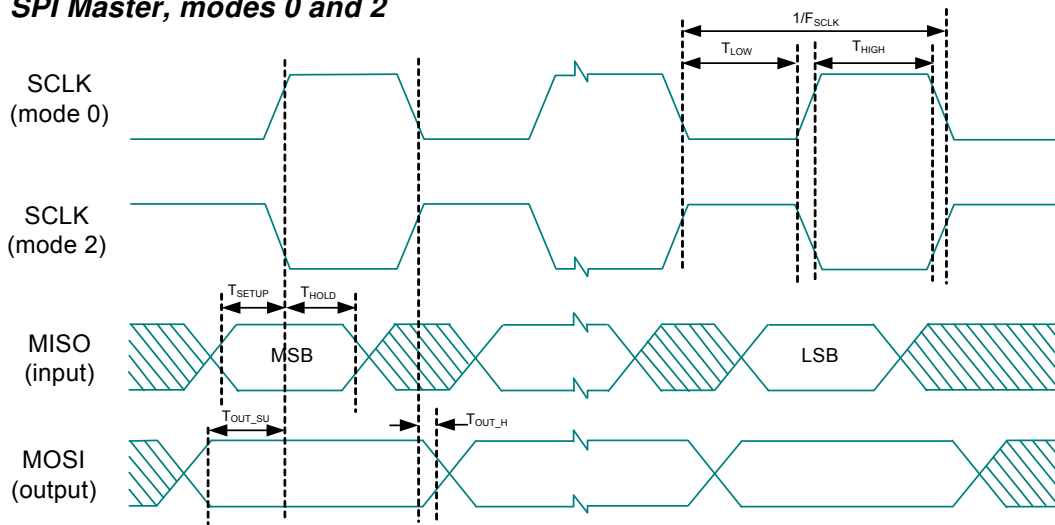 SPI Master, modes 0 and 2
1/FSCLK
TLOW
THIGH
SCLK
(mode 0)
SCLK
(mode 2)
TSETUP
THOLD
MISO
(input)
MSB
LSB
TOUT_SU
TOUT_H
MOSI
(output)